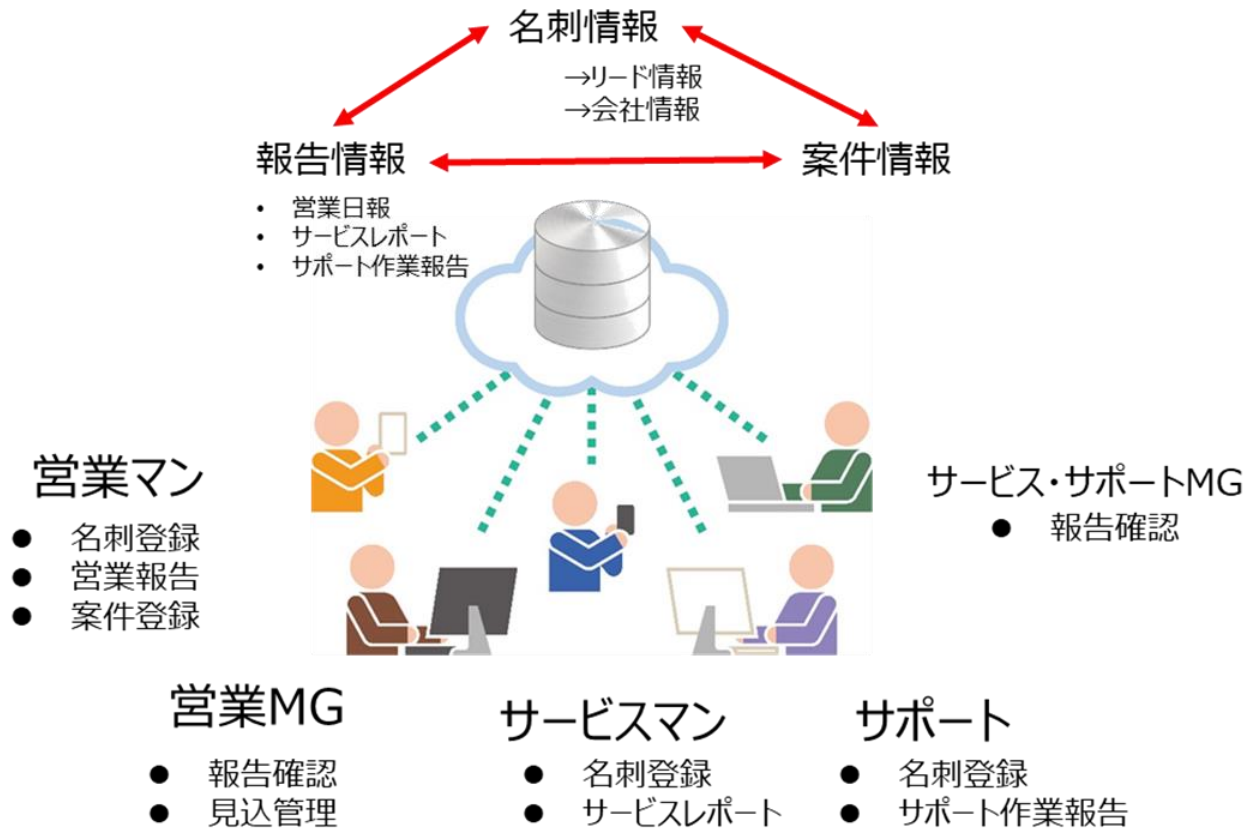 名刺情報
→リード情報
→会社情報
報告情報
案件情報
• 営業日報
• サービスレポート
• サポート作業報告
営業マン
● 名刺登録
● 営業報告
● 案件登録
サービス・サポートMG
● 報告確認
営業MG
● 報告確認
● 見込管理
サービスマン
● 名刺登録
● サービスレポート
サポート
● 名刺登録
● サポート作業報告